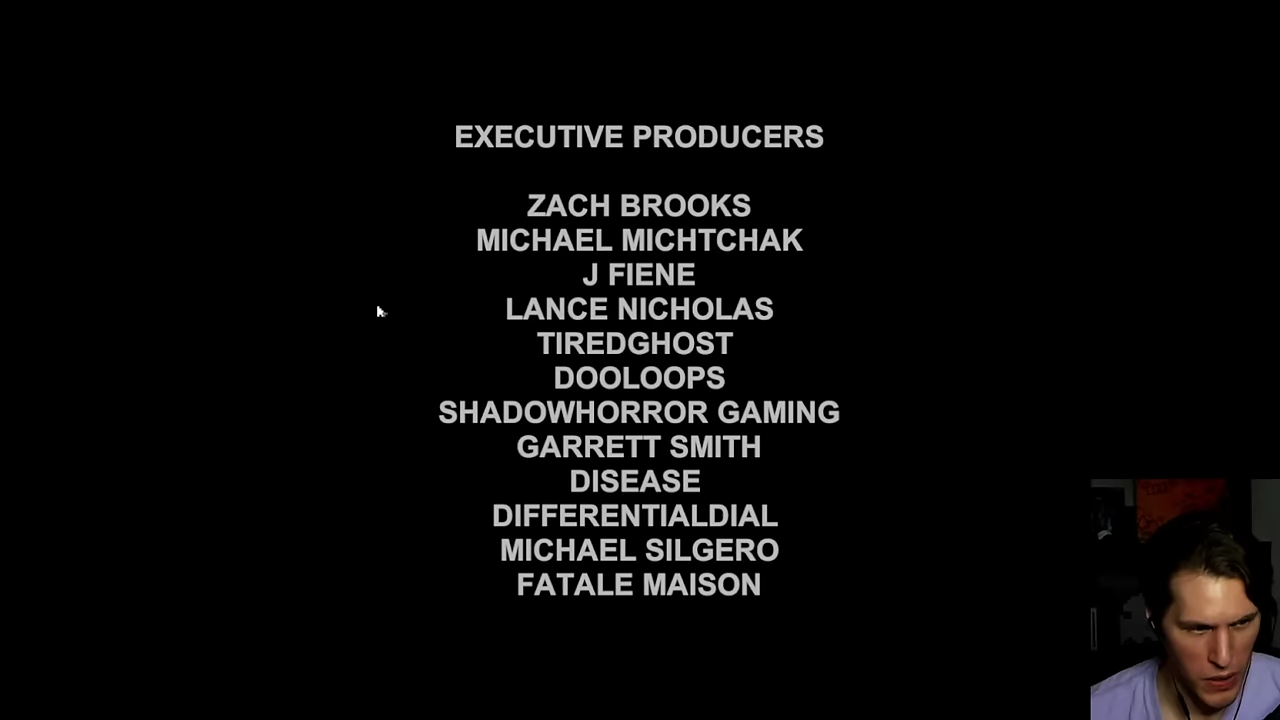 EXECUTIVE PRODUCERS
ZACH BROOKS
MICHAEL MICHTCHAK
J FIENE
LANCE NICHOLAS
TIREDGHOST
DOOLOOPS
SHADOWHORROR GAMING
GARRETT SMITH
DISEASE
DIFFERENTIALDIAL
MICHAEL SILGERO
FATALE MAISON